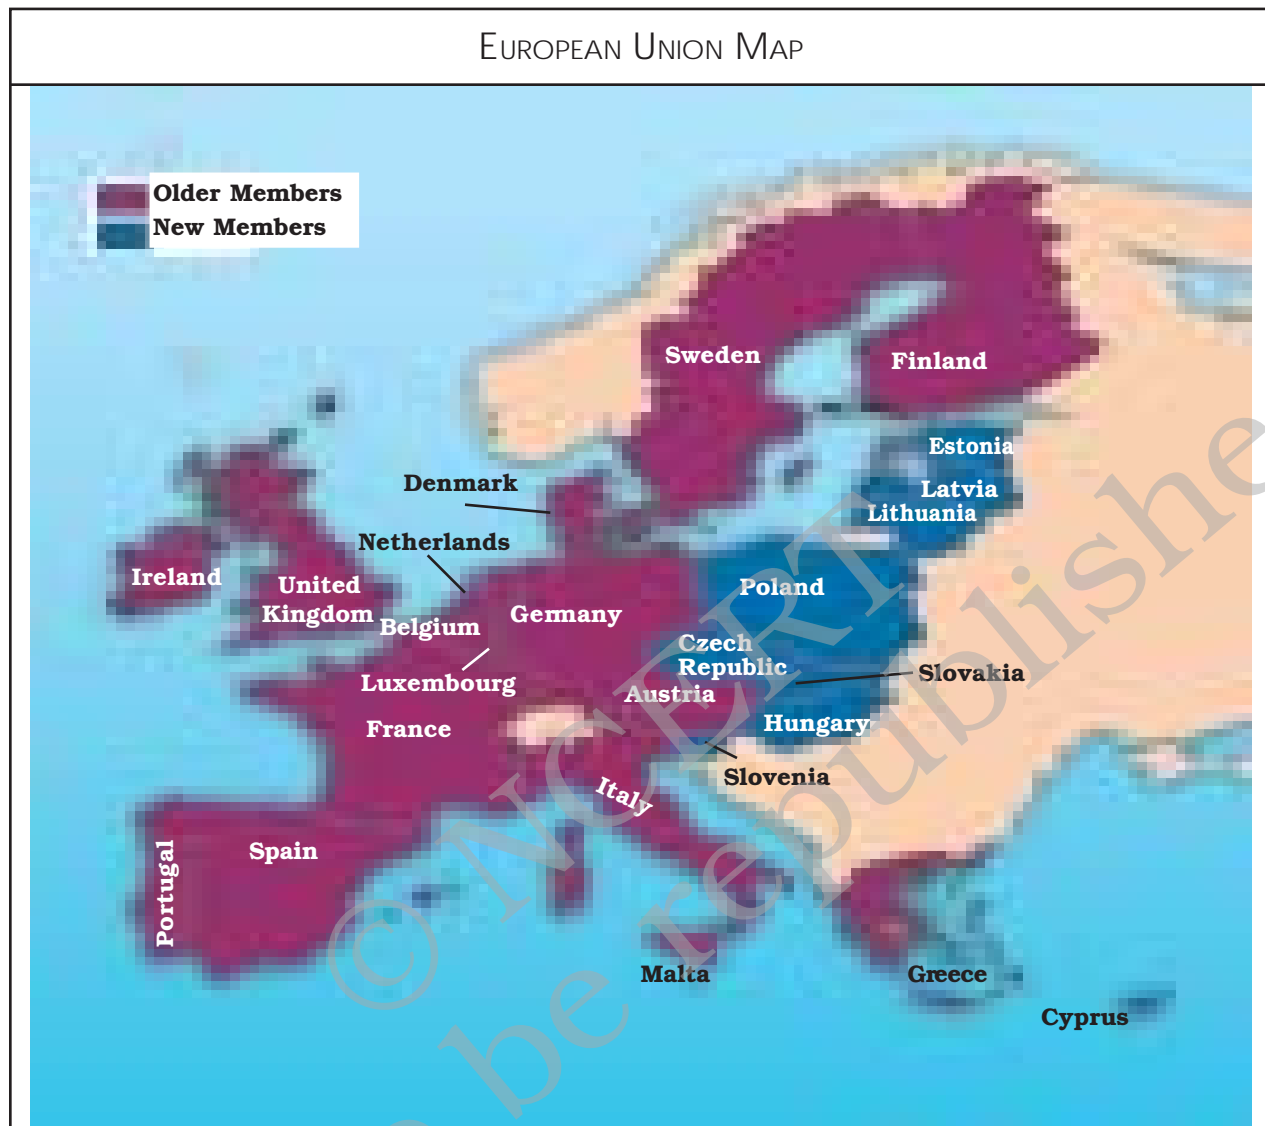 EUROPEAN UNION MAP
Older Members
New Members
Sweden
Finland
Estonia
Latvia
Lithuania
Denmark
Netherlands
Ireland
United
Kingdom
Belgium
Germany
Poland
Czech
Republic
Slovakia
Luxembourg
Austria
France
Hungary
Slovenia
Italy
Portugal
Spain
Malta
Greece
Cyprus
© NCERT
be republishe